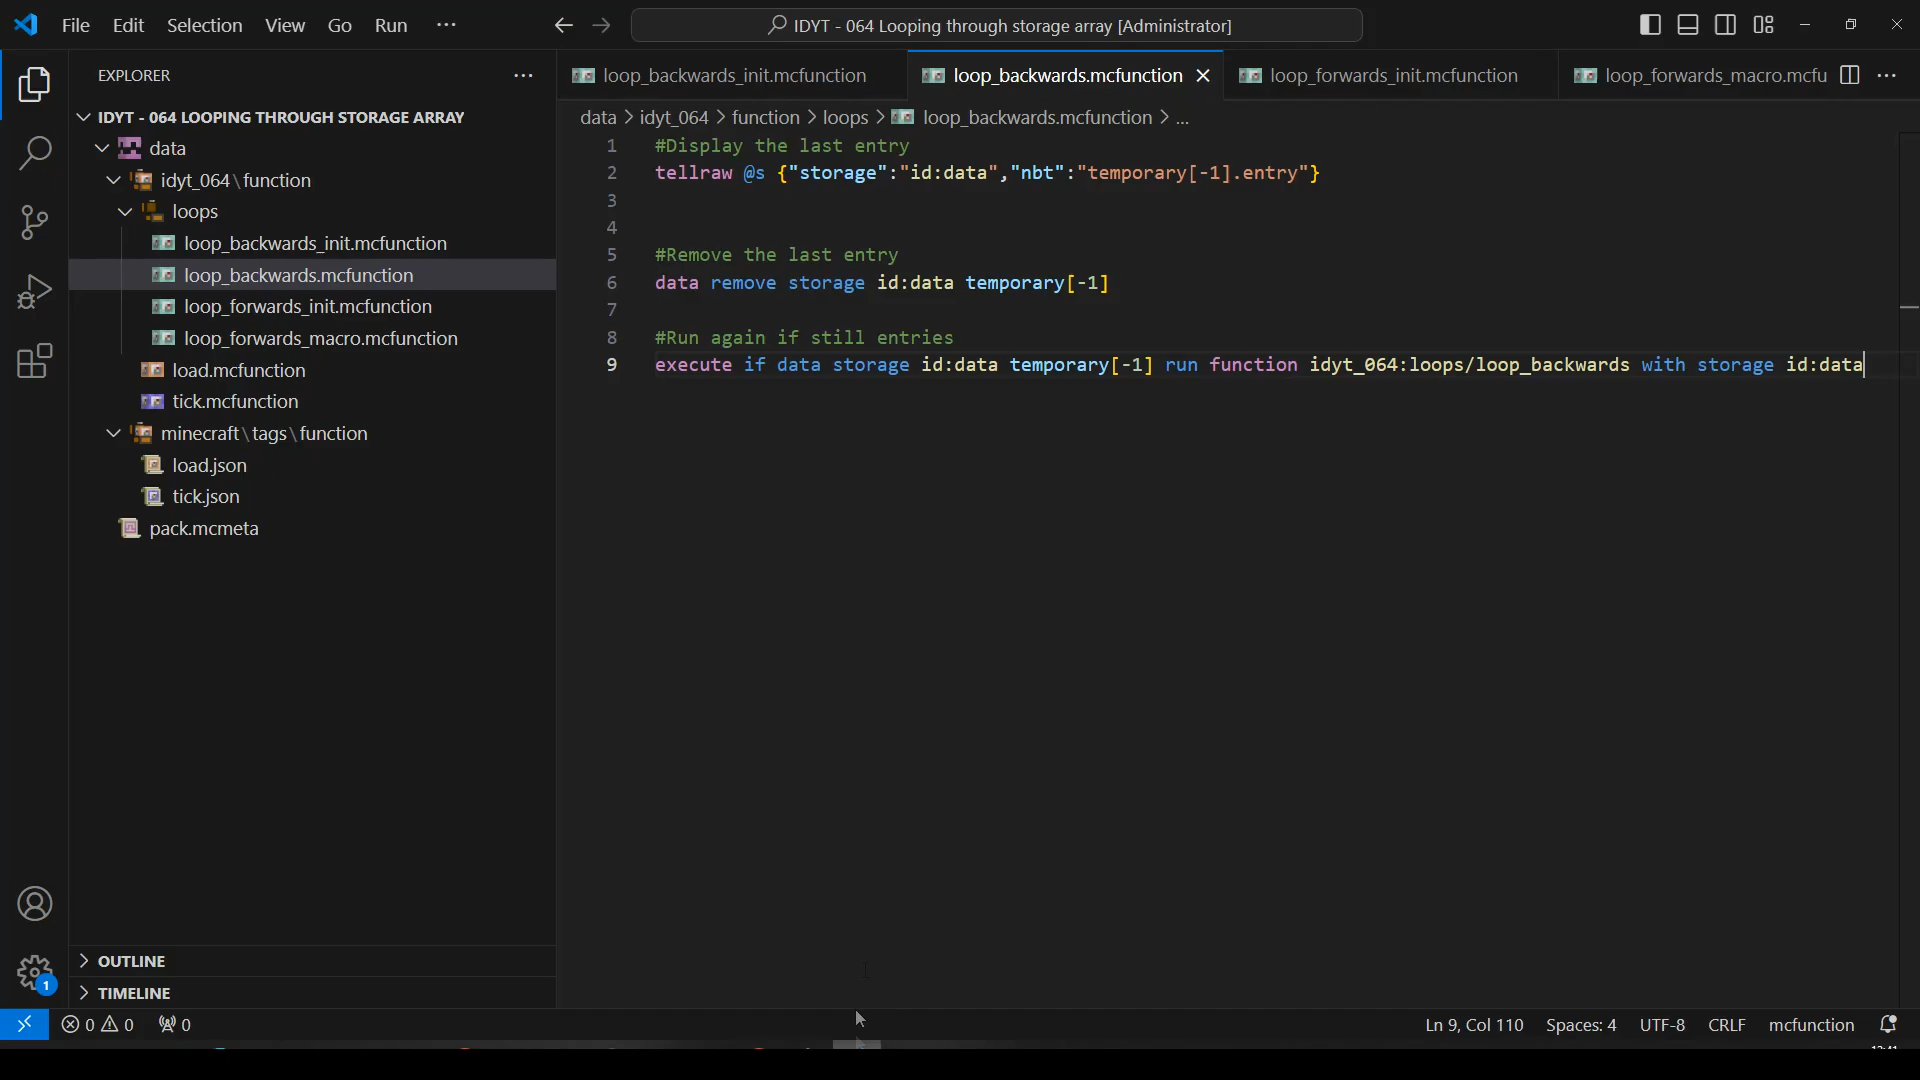 File Edit Selection View Go Run ···
IDYT - 064 Looping through storage array [Administrator]
EXPLORER
IDYT - 064 LOOPING THROUGH STORAGE ARRAY
data
idyt_064\function
loops
loop_backwards_init.mcfunction
loop_backwards.mcfunction
loop_forwards_init.mcfunction
loop_forwards_macro.mcfunction
load.mcfunction
tick.mcfunction
minecraft\tags\function
load.json
tick.json
pack.mcmeta
OUTLINE
TIMELINE
1
loop_backwards_init.mcfunction loop_backwards.mcfunction loop_forwards_init.mcfunction loop_forwards_macro.mcfu
data > idyt_064 > function > loops > loop_backwards.mcfunction > ...
1 #Display the last entry
2 tellraw @s {"storage":"id:data","nbt":"temporary[-1].entry"}
3
4
5 #Remove the last entry
6 data remove storage id:data temporary[-1]
7
8 #Run again if still entries
9 execute if data storage id:data temporary[-1] run function idyt_064:loops/loop_backwards with storage id:data
0 0 0
Ln 9, Col 110 Spaces: 4 UTF-8 CRLF mcfunction